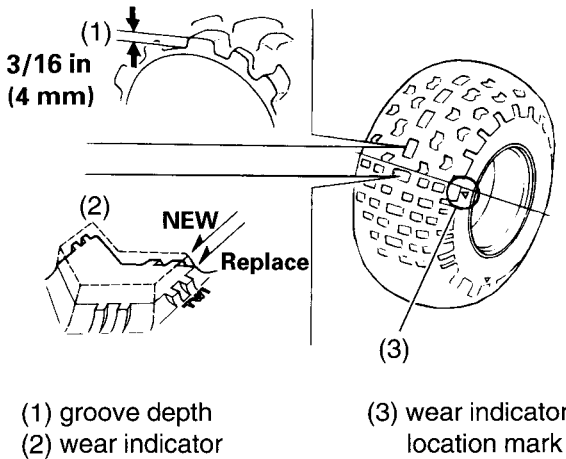 (1)
3/16 in
(4 mm)
(2)
NEW
Replace
(3)
(1) groove depth
(2) wear indicator
(3) wear indicator
location mark